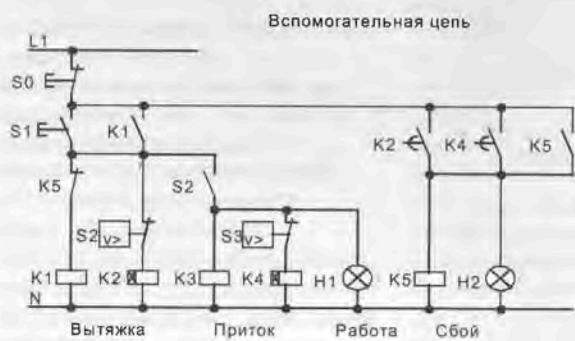 Вспомогательная цепь
L1
S0
S1
K1
K2
K4
K5
K5
S2
S2 v>
S3 v>
K1
K2
K3
K4
H1
K5
H2
N
Вытяжка Приток Работа Сбой